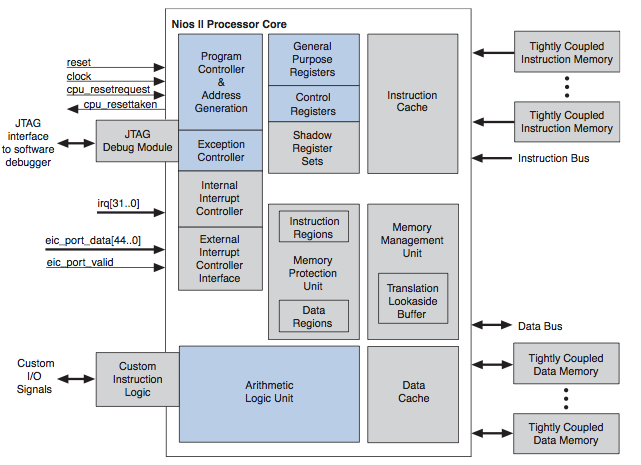 Nios II Processor Core
reset
clock
cpu_resetrequest
cpu_resettaken
JTAG
interface
to software
debugger
JTAG
Debug Module
irq[31..0]
eic_port_data[44..0]
eic_port_valid
Custom
I/O
Signals
Custom
Instruction
Logic
Program
Controller
&
Address
Generation
Exception
Controller
Internal
Interrupt
Controller
External
Interrupt
Controller
Interface
General
Purpose
Registers
Control
Registers
Shadow
Register
Sets
Instruction
Cache
Instruction
Regions
Memory
Protection
Unit
Data
Regions
Memory
Management
Unit
Translation
Lookaside
Buffer
Arithmetic
Logic Unit
Data
Cache
Tightly Coupled
Instruction Memory
Tightly Coupled
Instruction Memory
Instruction Bus
Data Bus
Tightly Coupled
Data Memory
Tightly Coupled
Data Memory